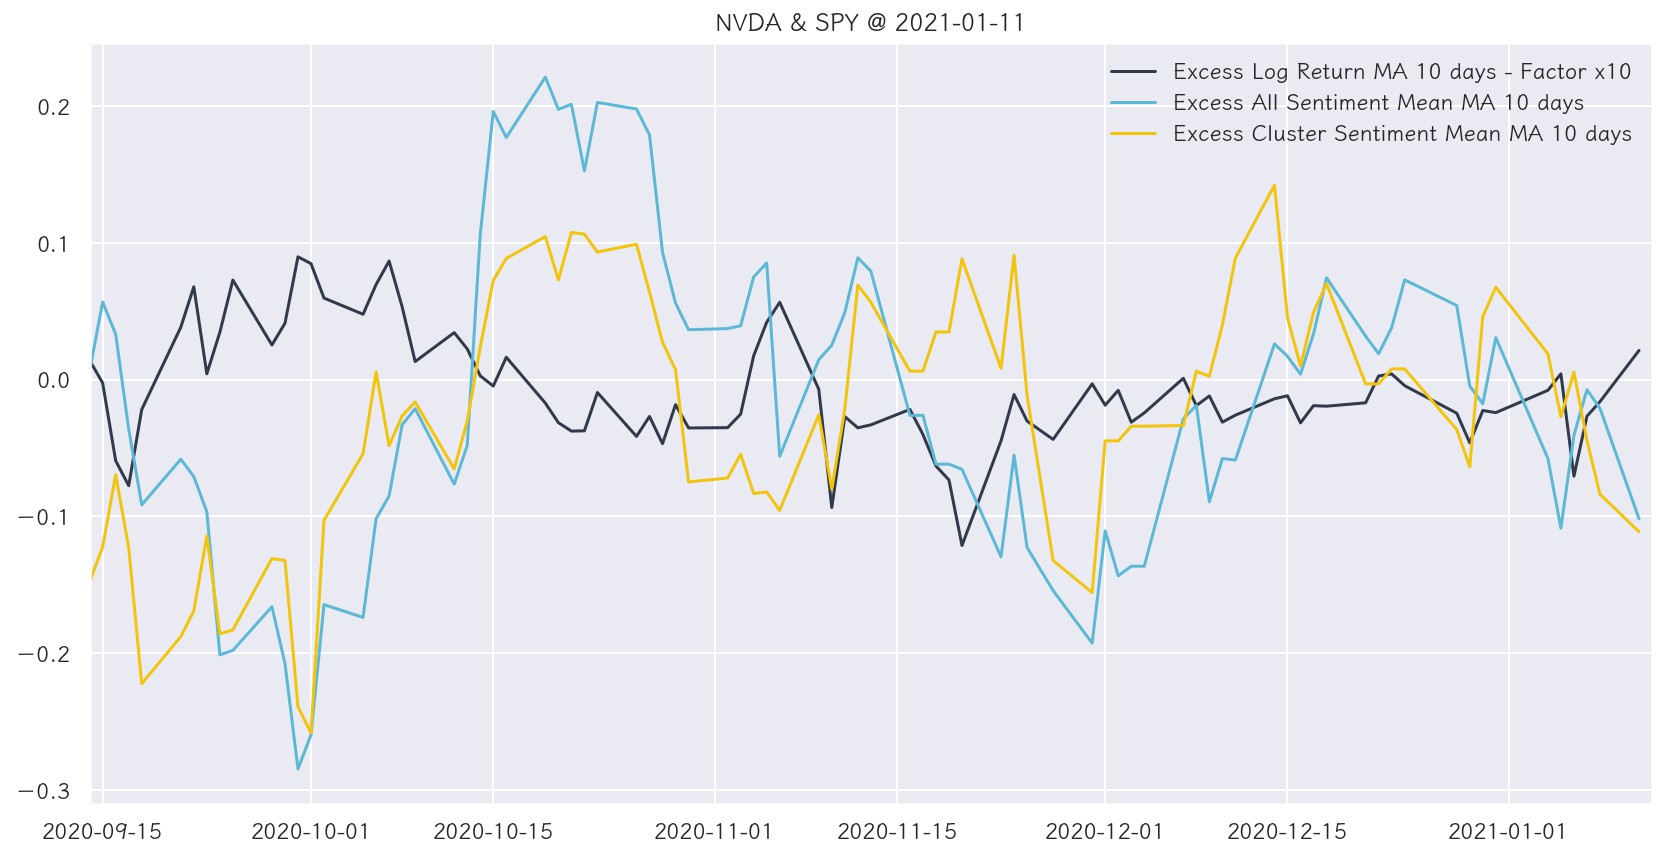 NVDA & SPY @ 2021-01-11
Excess Log Return MA 10 days - Factor x10
Excess All Sentiment Mean MA 10 days
Excess Cluster Sentiment Mean MA 10 days
0.2
0.1
0.0
−0.1
−0.2
−0.3
2020-09-15 2020-10-01 2020-10-15 2020-11-01 2020-11-15 2020-12-01 2020-12-15 2021-01-01